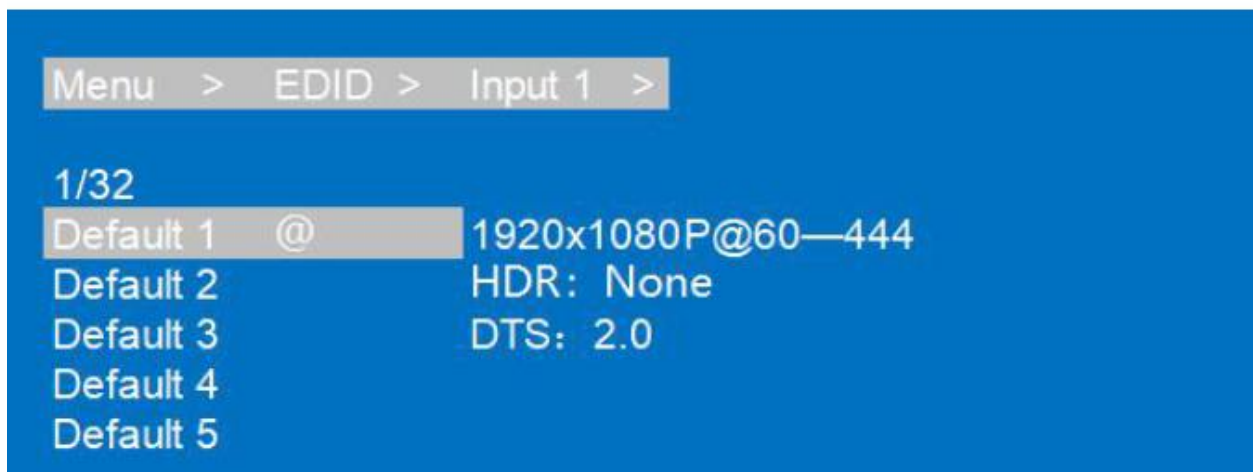 Menu > EDID > Input 1 >
1/32
Default 1 @ 1920x1080P@60—444
Default 2 HDR： None
Default 3 DTS：2.0
Default 4
Default 5